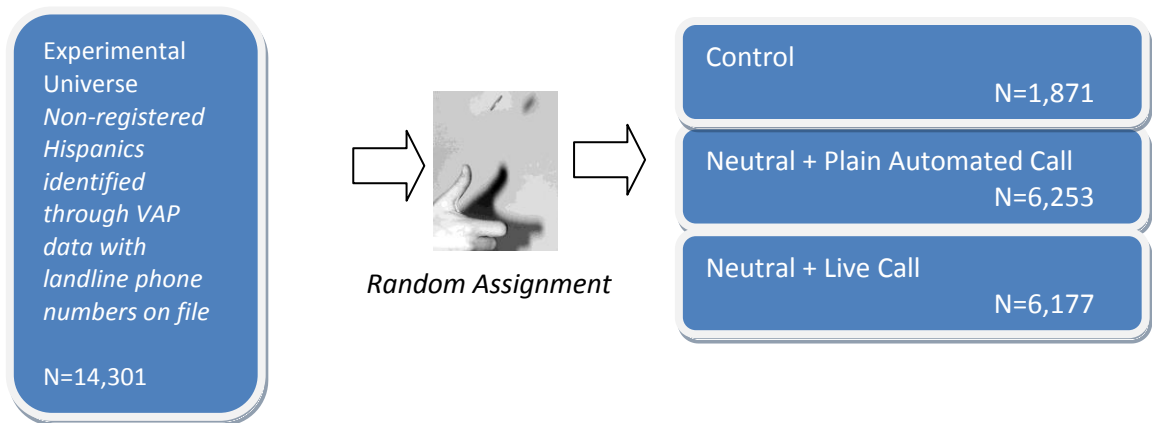 Experimental
Universe
Non-registered
Hispanics
identified
through VAP
data with
landline phone
numbers on file
N=14,301
Random Assignment
Control
N=1,871
Neutral + Plain Automated Call
N=6,253
Neutral + Live Call
N=6,177